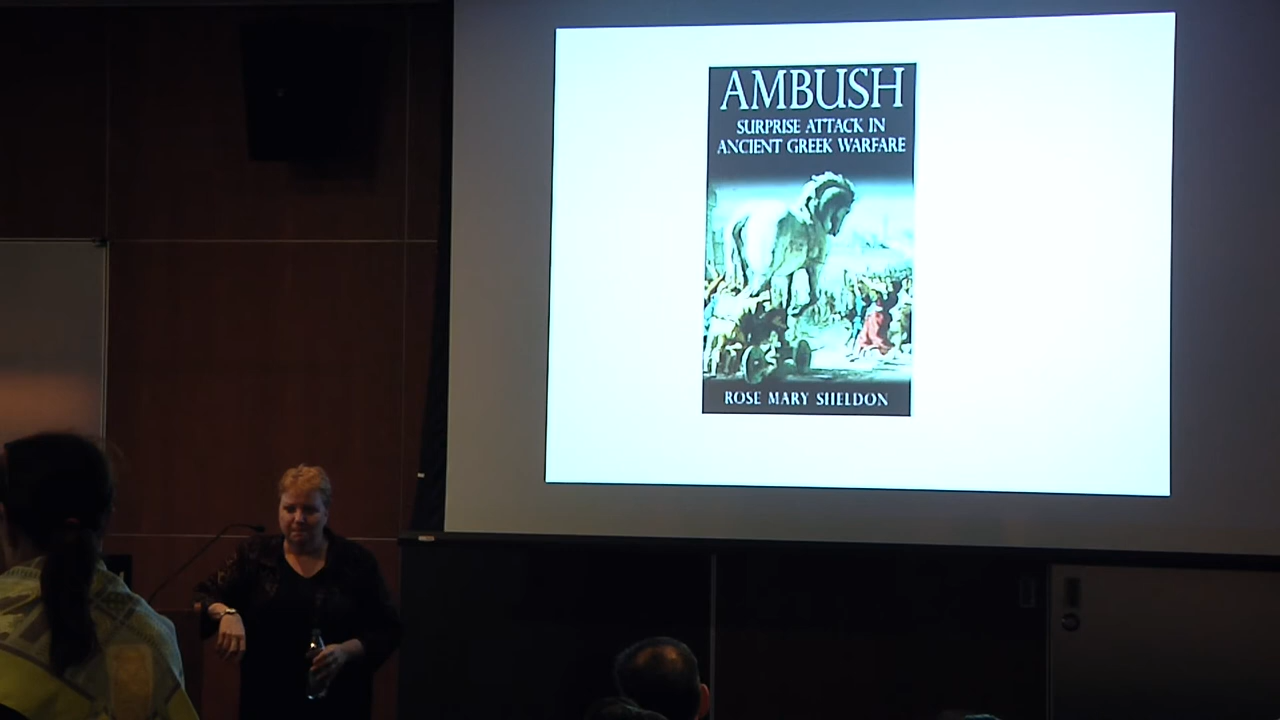 AMBUSH
SURPRISE ATTACK IN
ANCIENT GREEK WARFARE
ROSE MARY SHELDON